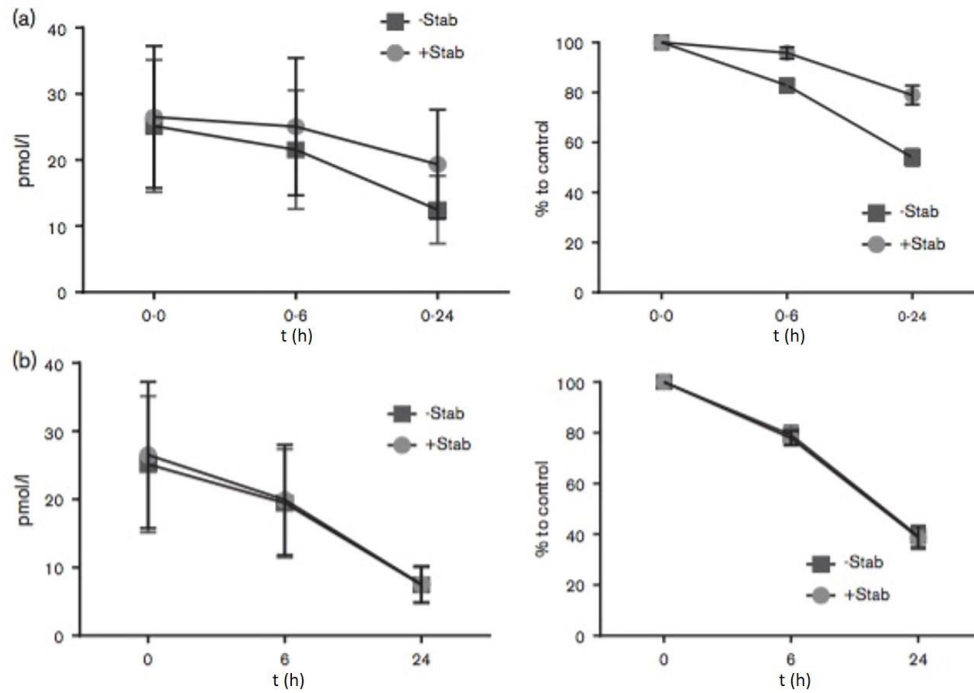 (a)
-Stab
+Stab
pmol/l
40
30
20
10
0
0-0
0-6
0-24
t (h)
% to control
100
80
60
40
20
0
-Stab
+Stab
0-0
0-6
0-24
t (h)
(b)
-Stab
+Stab
pmol/l
40
30
20
10
0
0
6
24
t (h)
% to control
100
80
60
40
20
0
-Stab
+Stab
0
6
24
t (h)